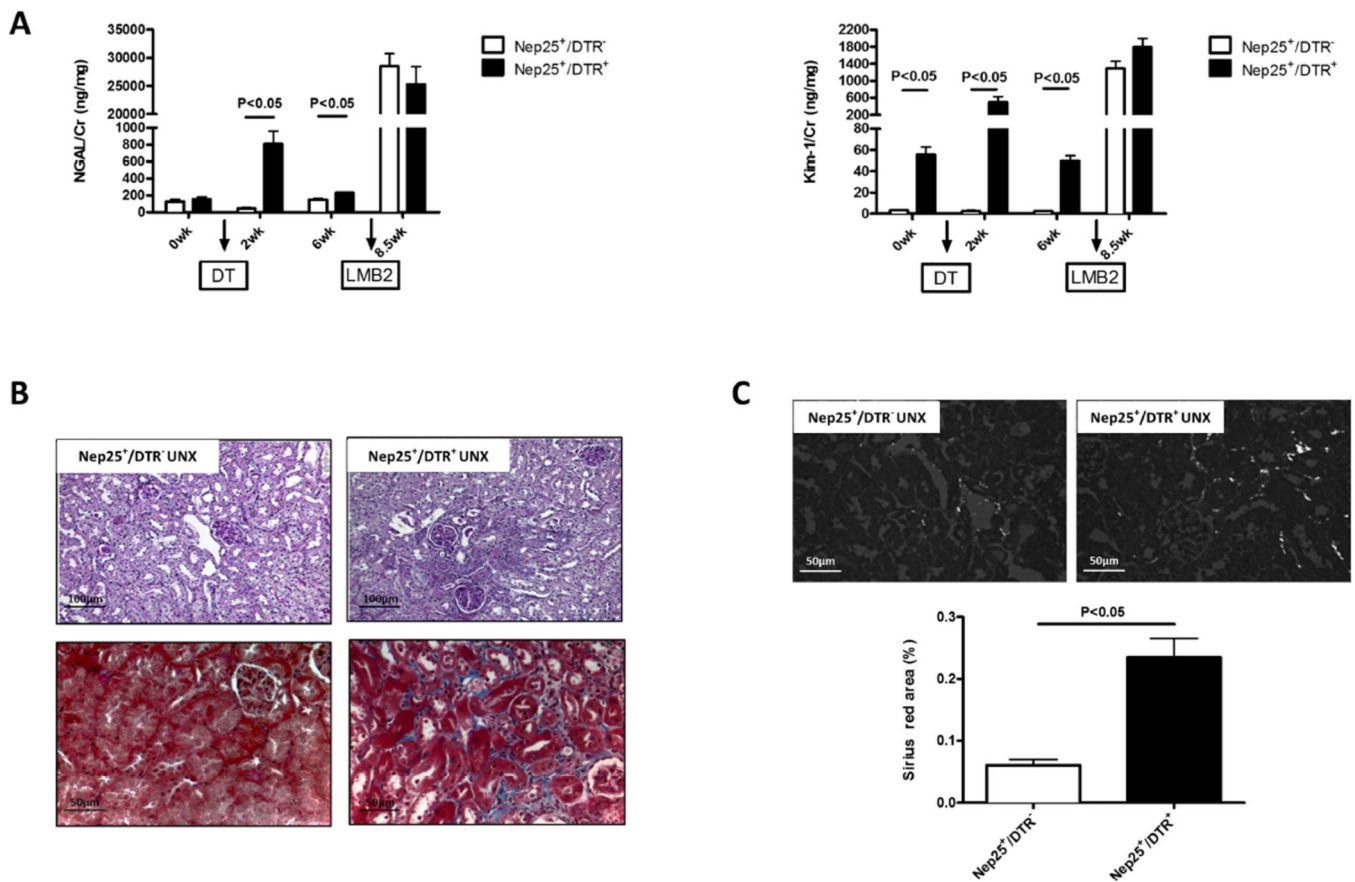 A
35000
30000
25000
20000
1000
800
600
400
200
0
NGAL/Cr (ng/mg)
P<0.05
P<0.05
Nep25⁺/DTR⁻
Nep25⁺/DTR⁺
0wk
2wk
6wk
8.5wk
DT
LMB2
2200
1800
1400
1000
600
200
80
60
40
20
0
Kim-1/Cr (ng/mg)
P<0.05
P<0.05
P<0.05
Nep25⁺/DTR⁻
Nep25⁺/DTR⁺
0wk
2wk
6wk
8.5wk
DT
LMB2
B
Nep25⁺/DTR⁻ UNX
Nep25⁺/DTR⁺ UNX
100µm
100µm
50µm
50µm
C
Nep25⁺/DTR⁻ UNX
Nep25⁺/DTR⁺ UNX
50µm
50µm
P<0.05
0.3
0.2
0.1
0.0
Sirius red area (%)
Nep25⁺/DTR⁻
Nep25⁺/DTR⁺